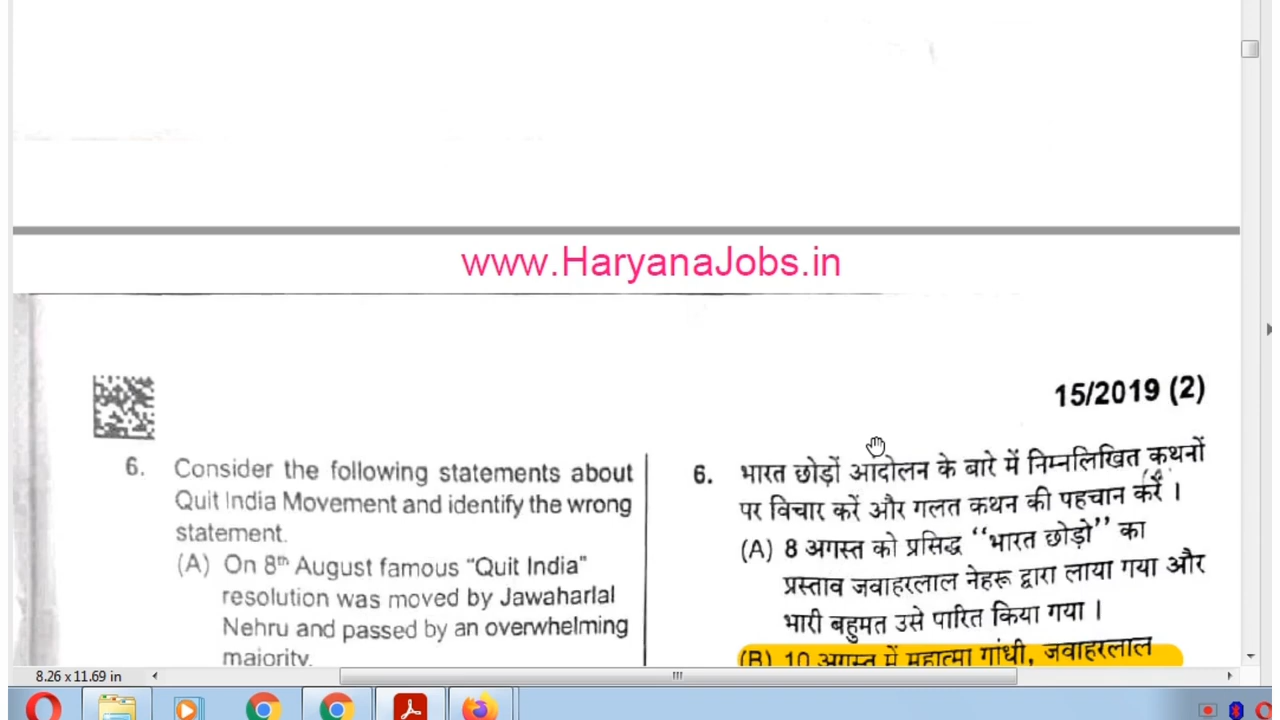 www.HaryanaJobs.in
15/2019 (2)
6. Consider the following statements about
Quit India Movement and identify the wrong
statement.
(A) On 8th August famous "Quit India"
resolution was moved by Jawaharlal
Nehru and passed by an overwhelming
majority.
6. भारत छोड़ों आदोलन के बारे में निम्नलिखित कथनों
पर विचार करें और गलत कथन की पहचान करें ।
(A) 8 अगस्त को प्रसिद्ध "भारत छोड़ो" का
प्रस्ताव जवाहरलाल नेहरू द्वारा लाया गया और
भारी बहुमत उसे पारित किया गया ।
(B) 10 अगस्त में महात्मा गांधी, जवाहरलाल
8.26 x 11.69 in